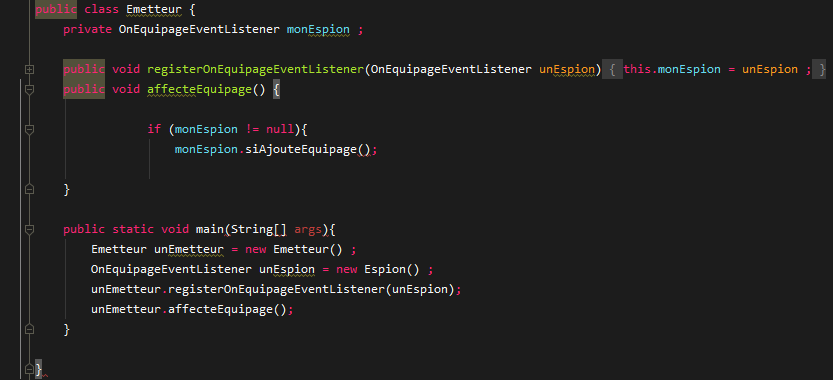 public class Emetteur {
private OnEquipageEventListener monEspion ;
public void registerOnEquipageEventListener(OnEquipageEventListener unEspion) { this.monEspion = unEspion ; }
public void affecteEquipage() {
if (monEspion != null){
monEspion.siAjouteEquipage();
}
public static void main(String[] args){
Emetteur unEmetteur = new Emetteur() ;
OnEquipageEventListener unEspion = new Espion() ;
unEmetteur.registerOnEquipageEventListener(unEspion);
unEmetteur.affecteEquipage();
}
}